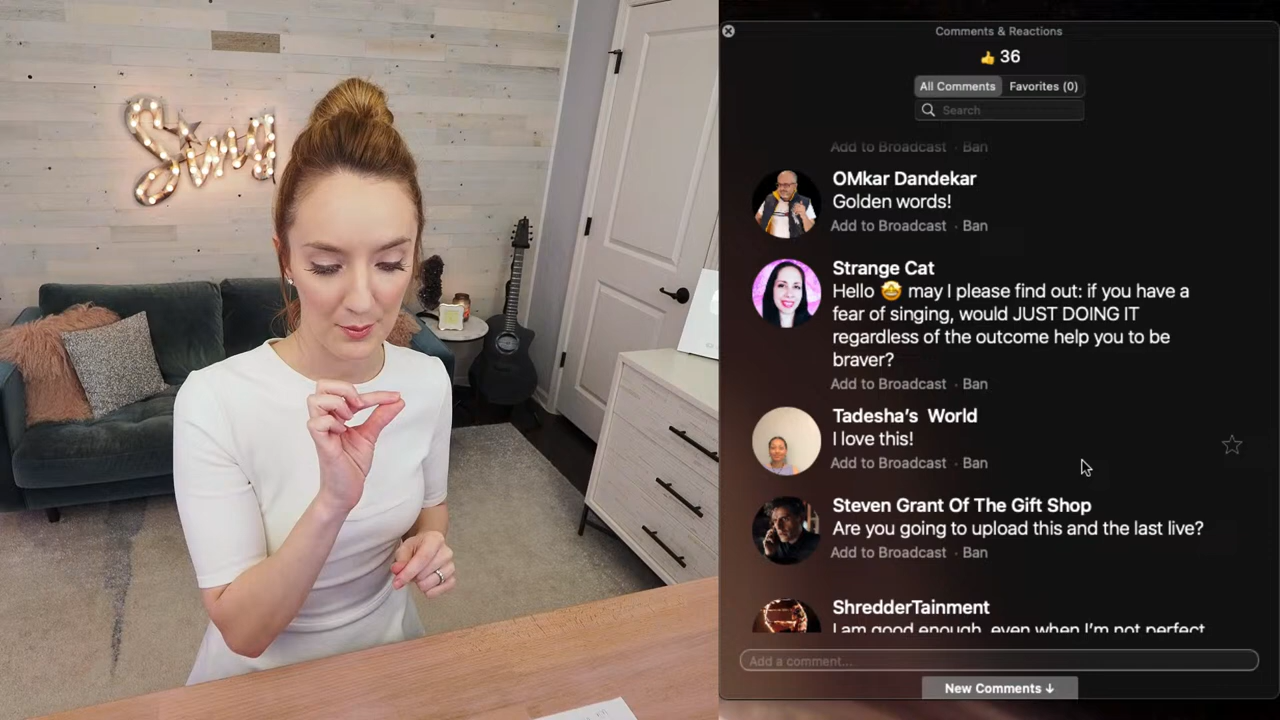 Sing
Comments & Reactions
👍 36
All Comments Favorites (0)
Search
Add to Broadcast · Ban
OMkar Dandekar
Golden words!
Add to Broadcast · Ban
Strange Cat
Hello 🤩 may I please find out: if you have a
fear of singing, would JUST DOING IT
regardless of the outcome help you to be
braver?
Add to Broadcast · Ban
Tadesha's World
I love this!
Add to Broadcast · Ban
Steven Grant Of The Gift Shop
Are you going to upload this and the last live?
Add to Broadcast · Ban
ShredderTainment
I am good enough, even when I'm not perfect
Add a comment...
New Comments ↓